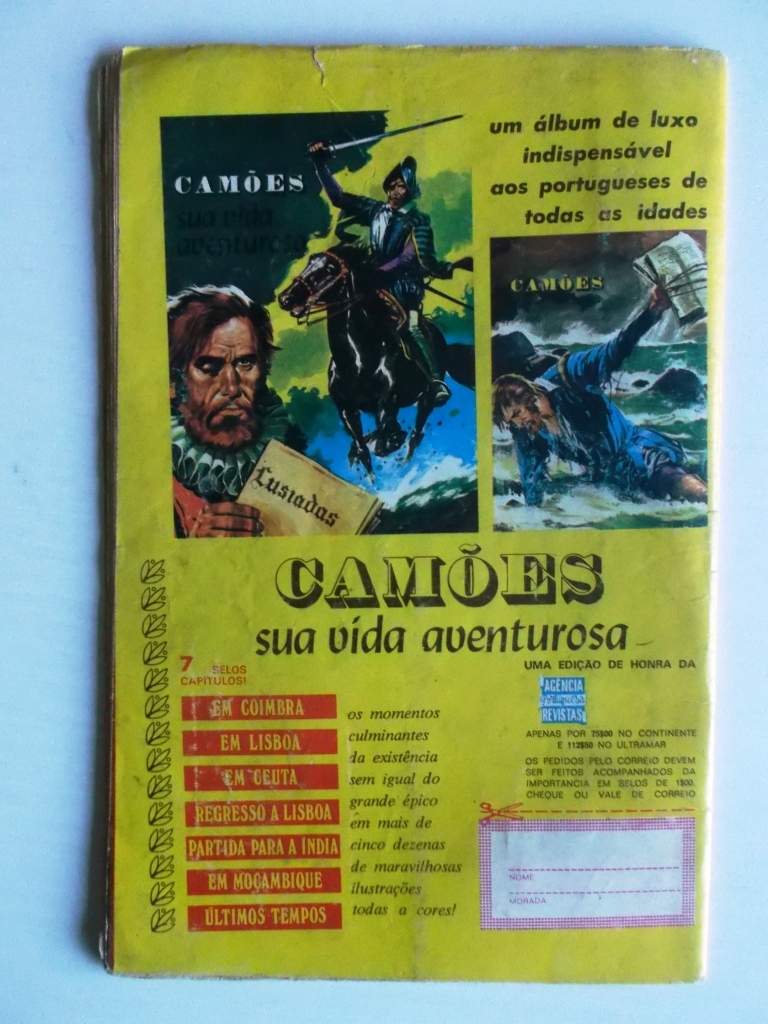 um álbum de luxo
indispensável
aos portugueses de
todas as idades
CAMÕES
sua vida
aventurosa
Lusiadas
CAMÕES
CAMÕES
sua vida aventurosa
7 BELOS
CAPITULOS!
EM COIMBRA
EM LISBOA
EM CEUTA
REGRESSO A LISBOA
PARTIDA PARA A ÍNDIA
EM MOÇAMBIQUE
ÚLTIMOS TEMPOS
os momentos
culminantes
da existência
sem igual do
grande épico
em mais de
cinco dezenas
de maravilhosas
ilustrações
todas a cores!
UMA EDIÇÃO DE HONRA DA
AGÊNCIA
Portuguesa
REVISTAS
APENAS POR 75$00 NO CONTINENTE
E 112$50 NO ULTRAMAR
OS PEDIDOS PELO CORREIO DEVEM
SER FEITOS ACOMPANHADOS DA
IMPORTANCIA EM SELOS DE 1$00,
CHEQUE OU VALE DE CORREIO
NOME
MORADA